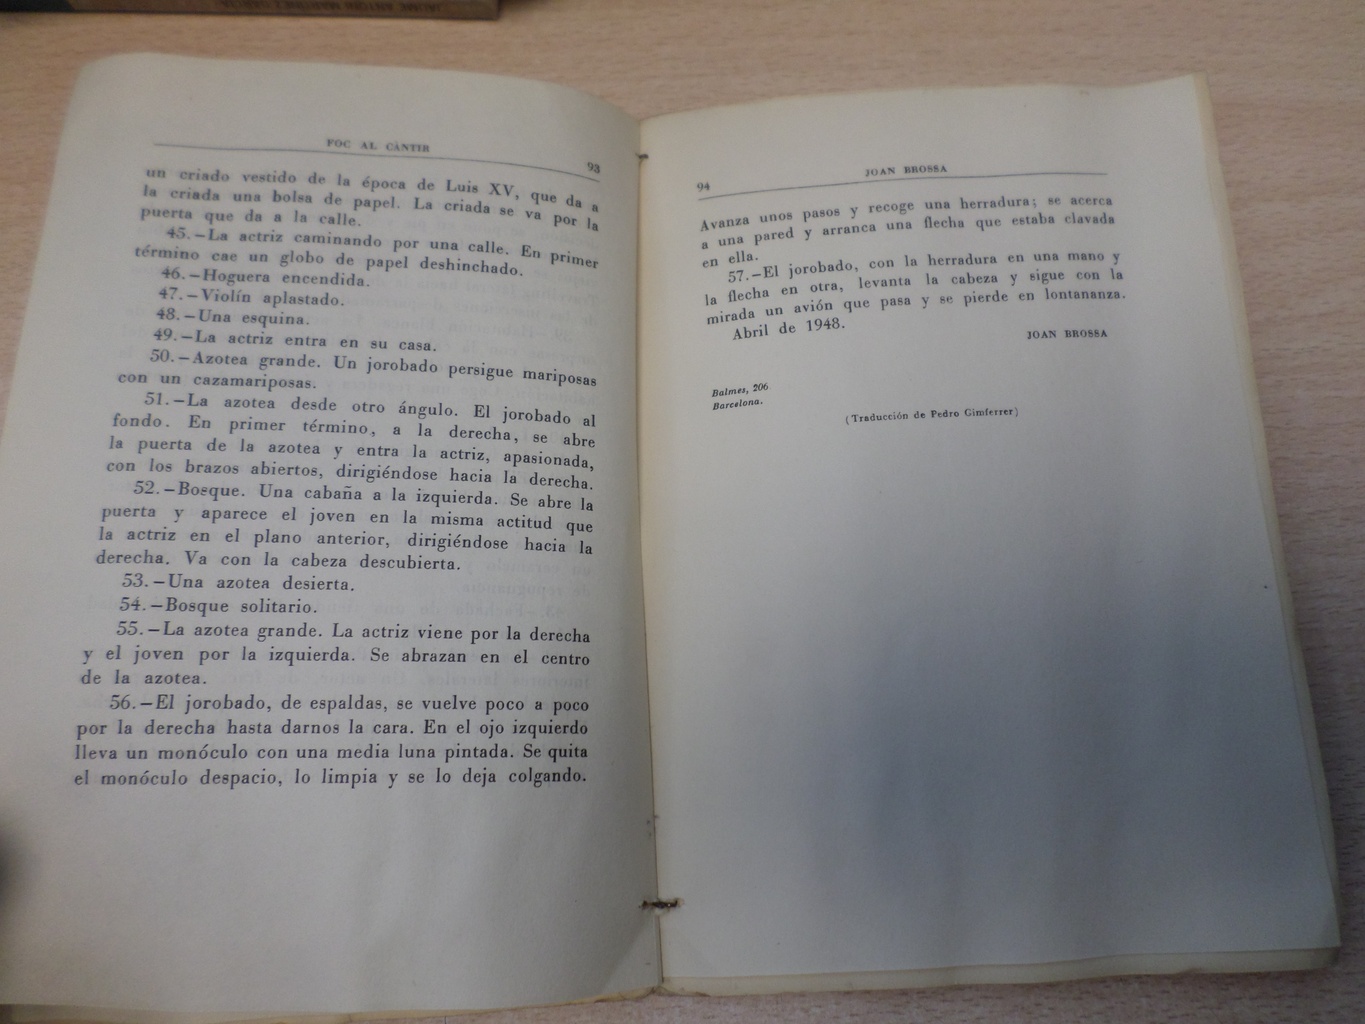 FOC AL CÀNTIR
93
un criado vestido de la época de Luis XV, que da a
la criada una bolsa de papel. La criada se va por la
puerta que da a la calle.
45.—La actriz caminando por una calle. En primer
término cae un globo de papel deshinchado.
46.—Hoguera encendida.
47.—Violín aplastado.
48.—Una esquina.
49.—La actriz entra en su casa.
50.—Azotea grande. Un jorobado persigue mariposas
con un cazamariposas.
51.—La azotea desde otro ángulo. El jorobado al
fondo. En primer término, a la derecha, se abre
la puerta de la azotea y entra la actriz, apasionada,
con los brazos abiertos, dirigiéndose hacia la derecha.
52.—Bosque. Una cabaña a la izquierda. Se abre la
puerta y aparece el joven en la misma actitud que
la actriz en el plano anterior, dirigiéndose hacia la
derecha. Va con la cabeza descubierta.
53.—Una azotea desierta.
54.—Bosque solitario.
55.—La azotea grande. La actriz viene por la derecha
y el joven por la izquierda. Se abrazan en el centro
de la azotea.
56.—El jorobado, de espaldas, se vuelve poco a poco
por la derecha hasta darnos la cara. En el ojo izquierdo
lleva un monóculo con una media luna pintada. Se quita
el monóculo despacio, lo limpia y se lo deja colgando.
94
JOAN BROSSA
Avanza unos pasos y recoge una herradura; se acerca
a una pared y arranca una flecha que estaba clavada
en ella.
57.—El jorobado, con la herradura en una mano y
la flecha en otra, levanta la cabeza y sigue con la
mirada un avión que pasa y se pierde en lontananza.
Abril de 1948.
JOAN BROSSA
Balmes, 206
Barcelona.
(Traducción de Pedro Gimferrer)